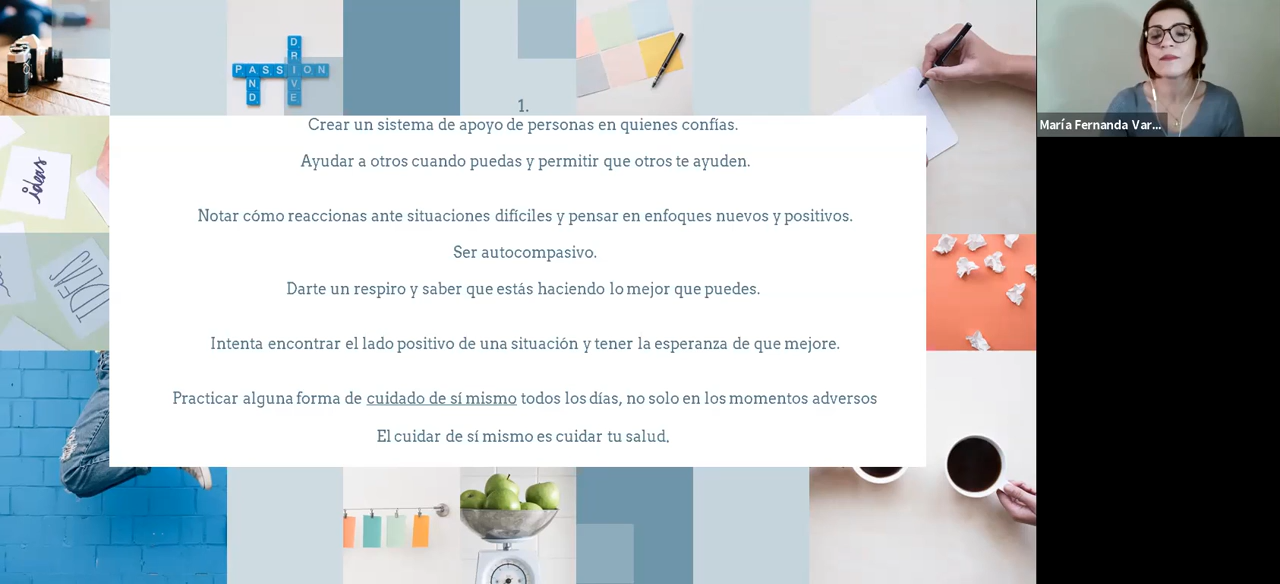 DRIVE
PASSION
AND
1.
Crear un sistema de apoyo de personas en quienes confías.
Ayudar a otros cuando puedas y permitir que otros te ayuden.
Notar cómo reaccionas ante situaciones difíciles y pensar en enfoques nuevos y positivos.
Ser autocompasivo.
Darte un respiro y saber que estás haciendo lo mejor que puedes.
Intenta encontrar el lado positivo de una situación y tener la esperanza de que mejore.
Practicar alguna forma de cuidado de sí mismo todos los días, no solo en los momentos adversos
El cuidar de sí mismo es cuidar tu salud.
ideas
IDEAS
María Fernanda Var...